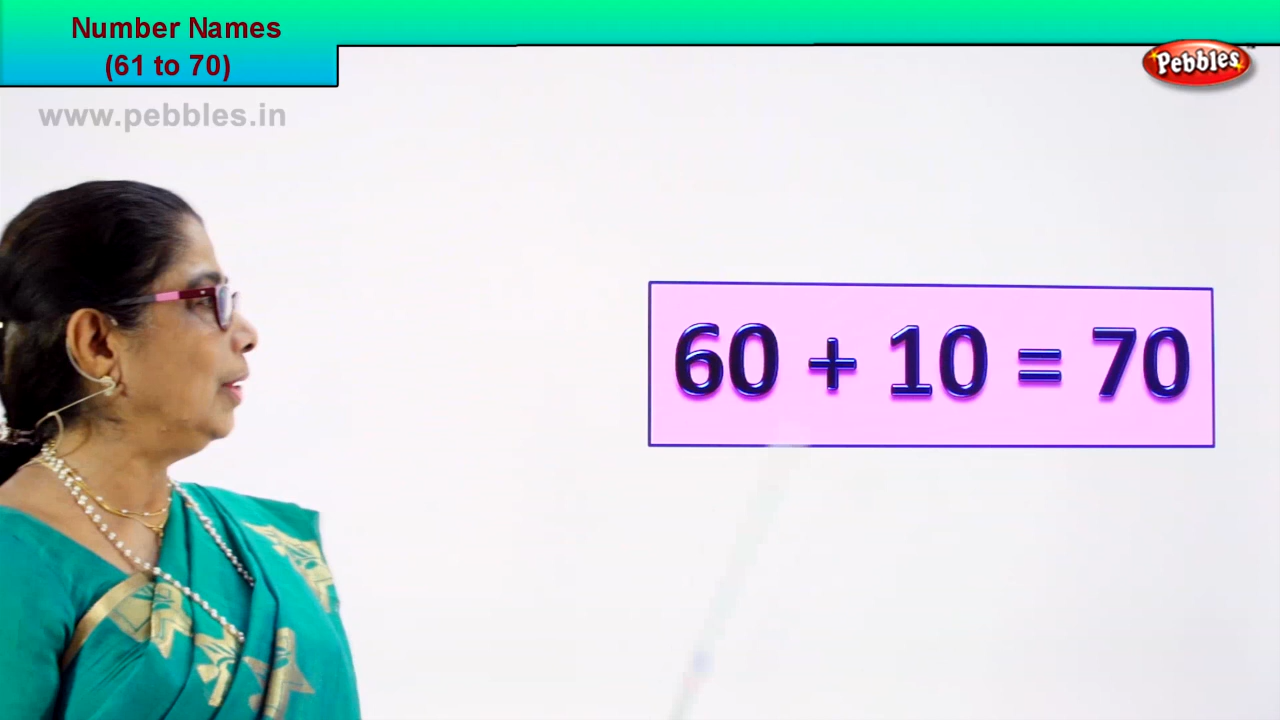 Number Names
(61 to 70)
Pebbles
www.pebbles.in
60 + 10 = 70